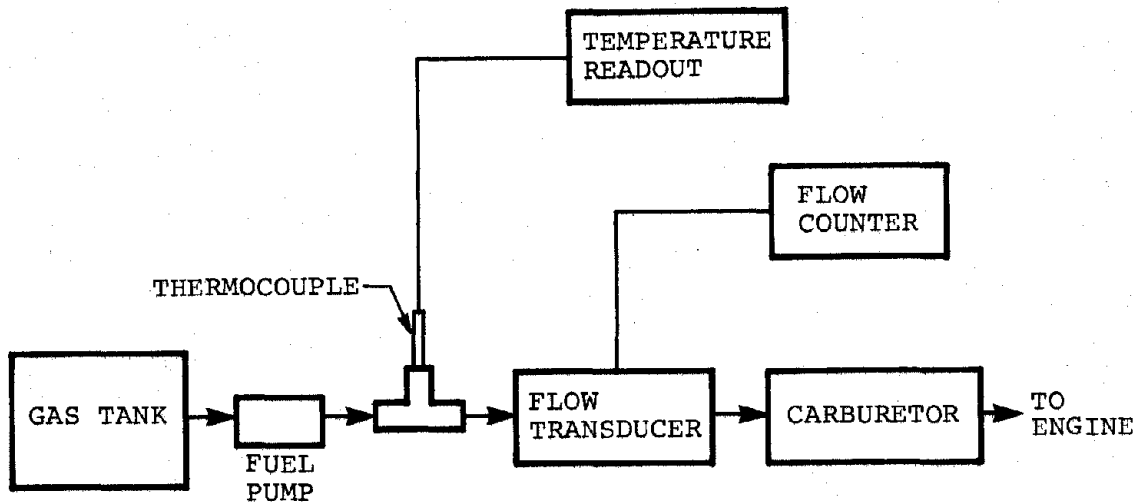 TEMPERATURE
READOUT
FLOW
COUNTER
THERMOCOUPLE
GAS TANK
FUEL
PUMP
FLOW
TRANSDUCER
CARBURETOR
TO
ENGINE